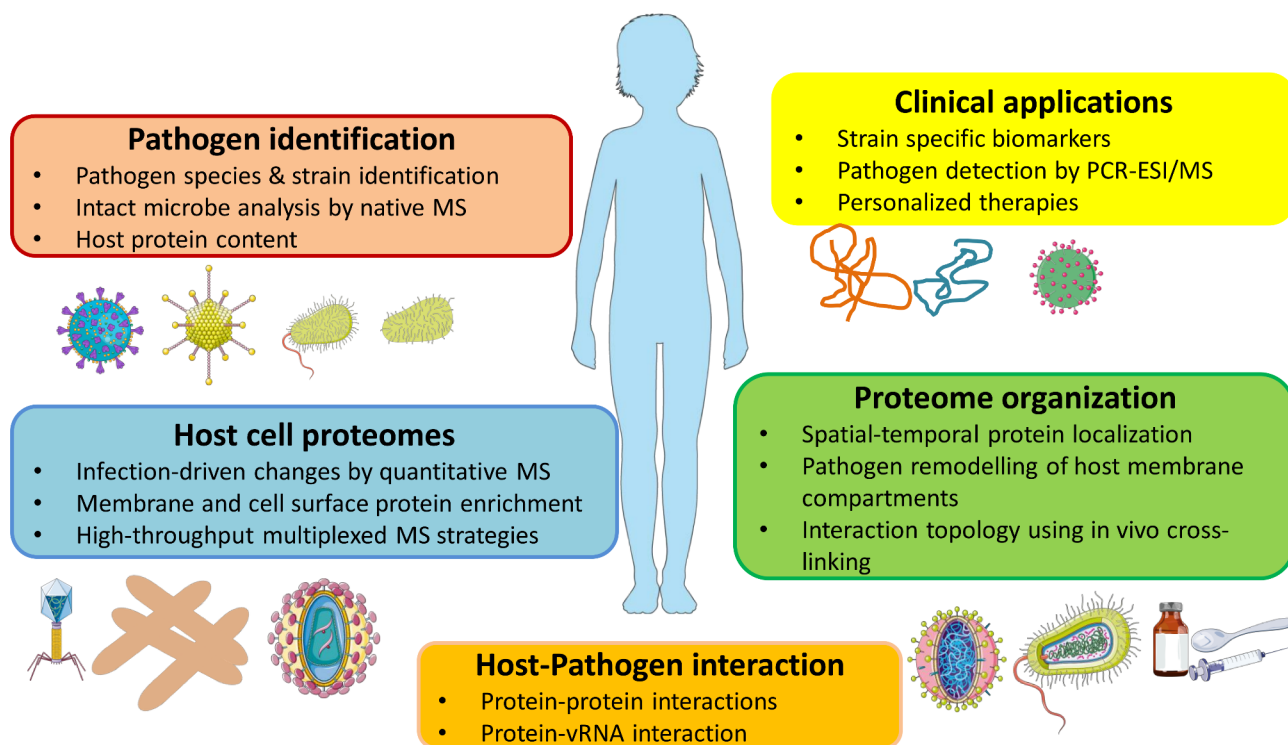 Pathogen identification
• Pathogen species & strain identification
• Intact microbe analysis by native MS
• Host protein content
Clinical applications
• Strain specific biomarkers
• Pathogen detection by PCR-ESI/MS
• Personalized therapies
Host cell proteomes
• Infection-driven changes by quantitative MS
• Membrane and cell surface protein enrichment
• High-throughput multiplexed MS strategies
Proteome organization
• Spatial-temporal protein localization
• Pathogen remodelling of host membrane
compartments
• Interaction topology using in vivo cross-
linking
Host-Pathogen interaction
• Protein-protein interactions
• Protein-vRNA interaction